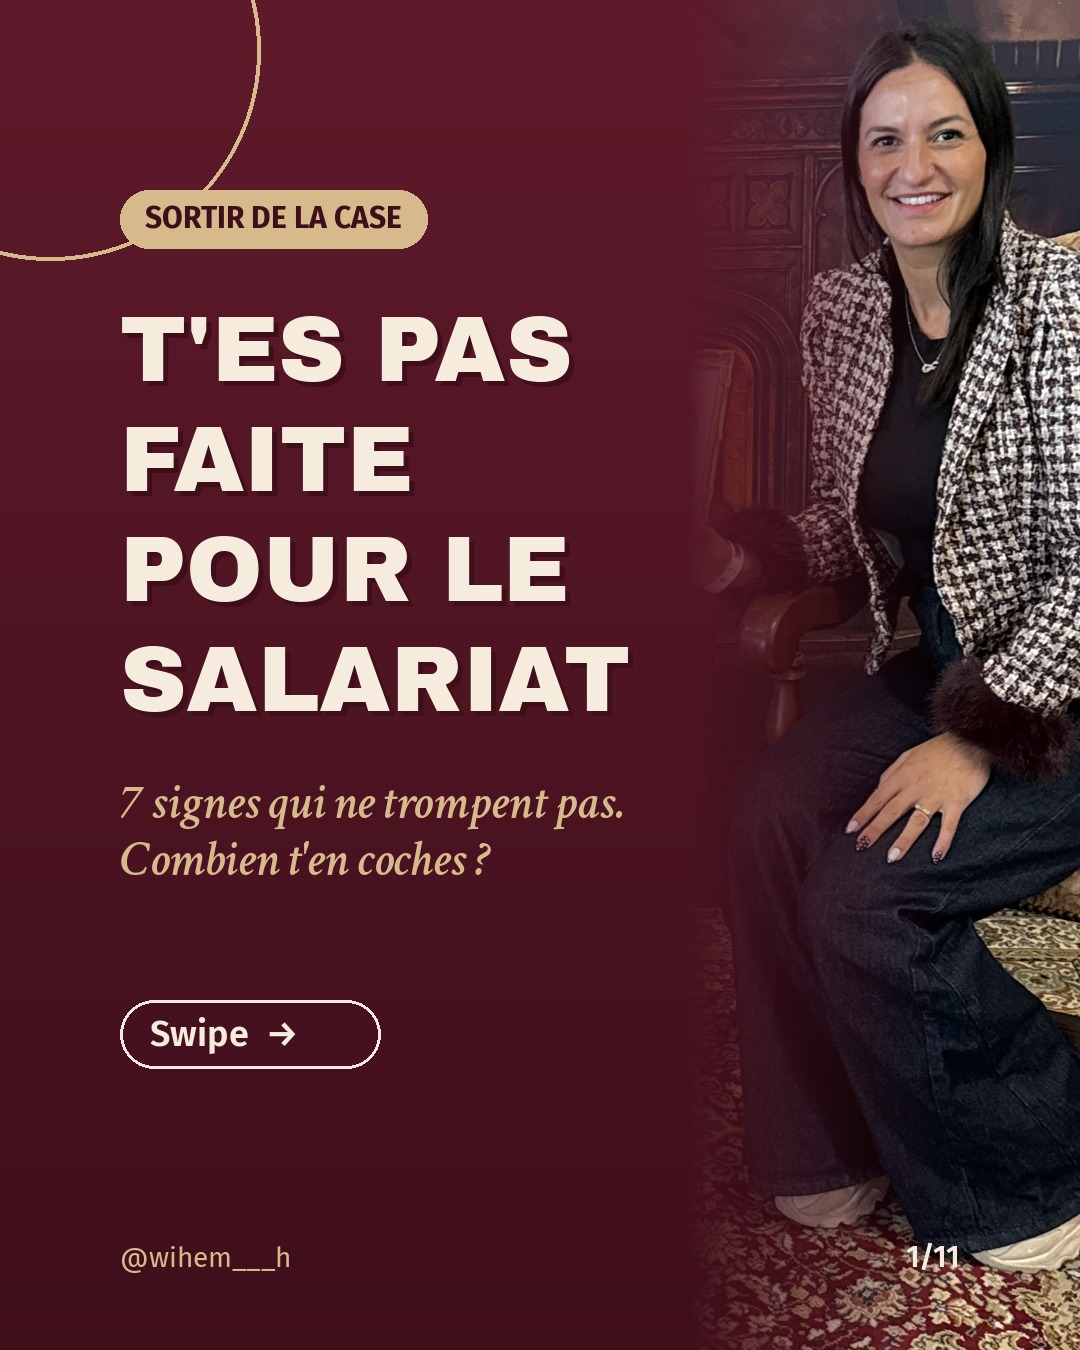 SORTIR DE LA CASE
T'ES PAS
FAITE
POUR LE
SALARIAT
7 signes qui ne trompent pas.
Combien t'en coches ?
Swipe →
@wihem___h
1/11